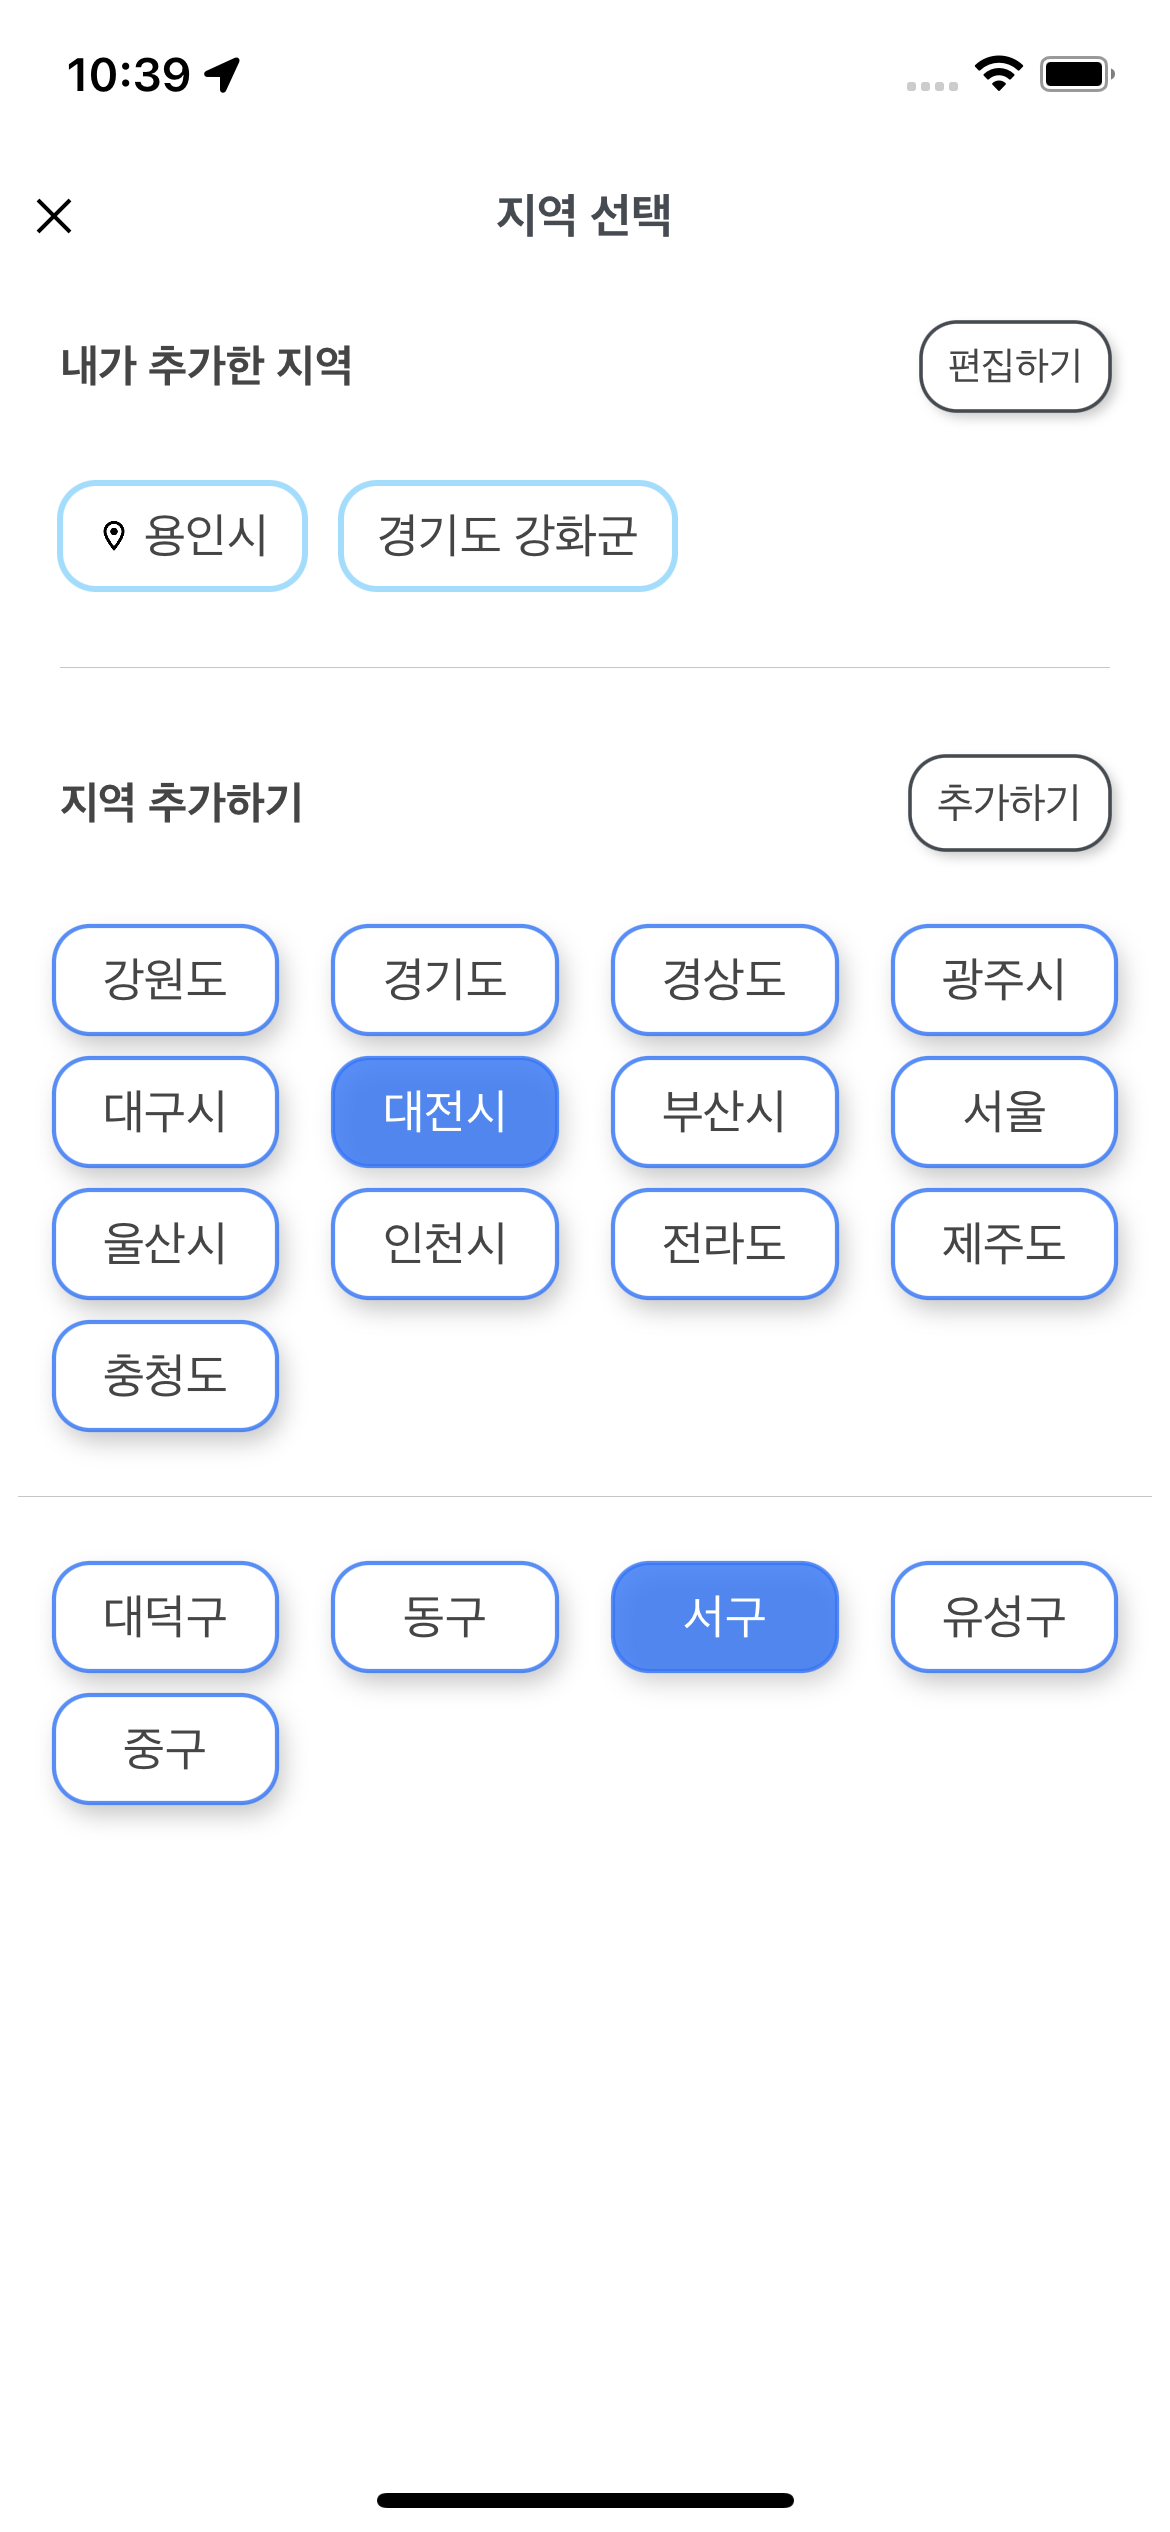 10:39
지역 선택
내가 추가한 지역 편집하기
용인시 경기도 강화군
지역 추가하기 추가하기
강원도 경기도 경상도 광주시
대구시 대전시 부산시 서울
울산시 인천시 전라도 제주도
충청도
대덕구 동구 서구 유성구
중구